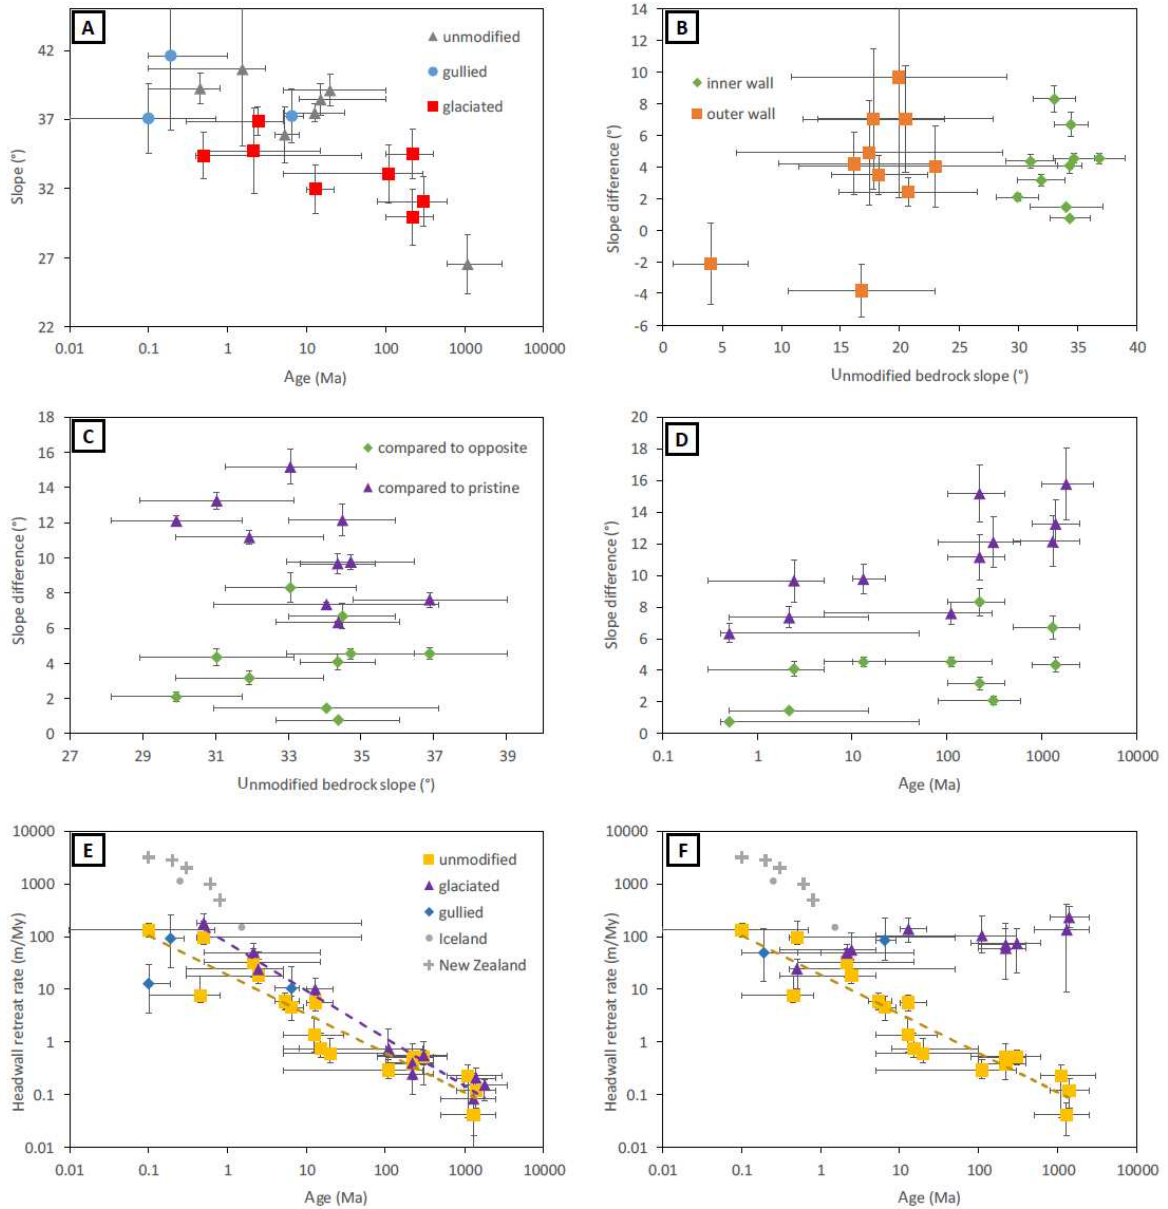 A
unmodified
gullied
glaciated
42
37
32
27
22
Slope (°)
0.01 0.1 1 10 100 1000 10000
Age (Ma)
B
inner wall
outer wall
14
12
10
8
6
4
2
0
-2
-4
-6
Slope difference (°)
0 5 10 15 20 25 30 35 40
Unmodified bedrock slope (°)
C
compared to opposite
compared to pristine
18
16
14
12
10
8
6
4
2
0
Slope difference (°)
27 29 31 33 35 37 39
Unmodified bedrock slope (°)
D
20
18
16
14
12
10
8
6
4
2
0
Slope difference (°)
0.1 1 10 100 1000 10000
Age (Ma)
E
unmodified
glaciated
gullied
Iceland
New Zealand
10000
1000
100
10
1
0.1
0.01
Headwall retreat rate (m/My)
0.01 0.1 1 10 100 1000 10000
Age (Ma)
F
10000
1000
100
10
1
0.1
0.01
Headwall retreat rate (m/My)
0.01 0.1 1 10 100 1000 10000
Age (Ma)